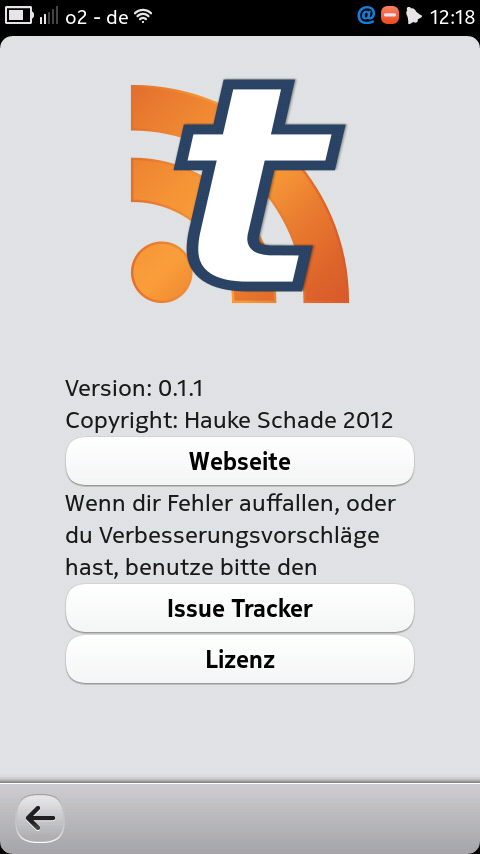 o2 - de @ 12:18
t
Version: 0.1.1
Copyright: Hauke Schade 2012
Webseite
Wenn dir Fehler auffallen, oder
du Verbesserungsvorschläge
hast, benutze bitte den
Issue Tracker
Lizenz